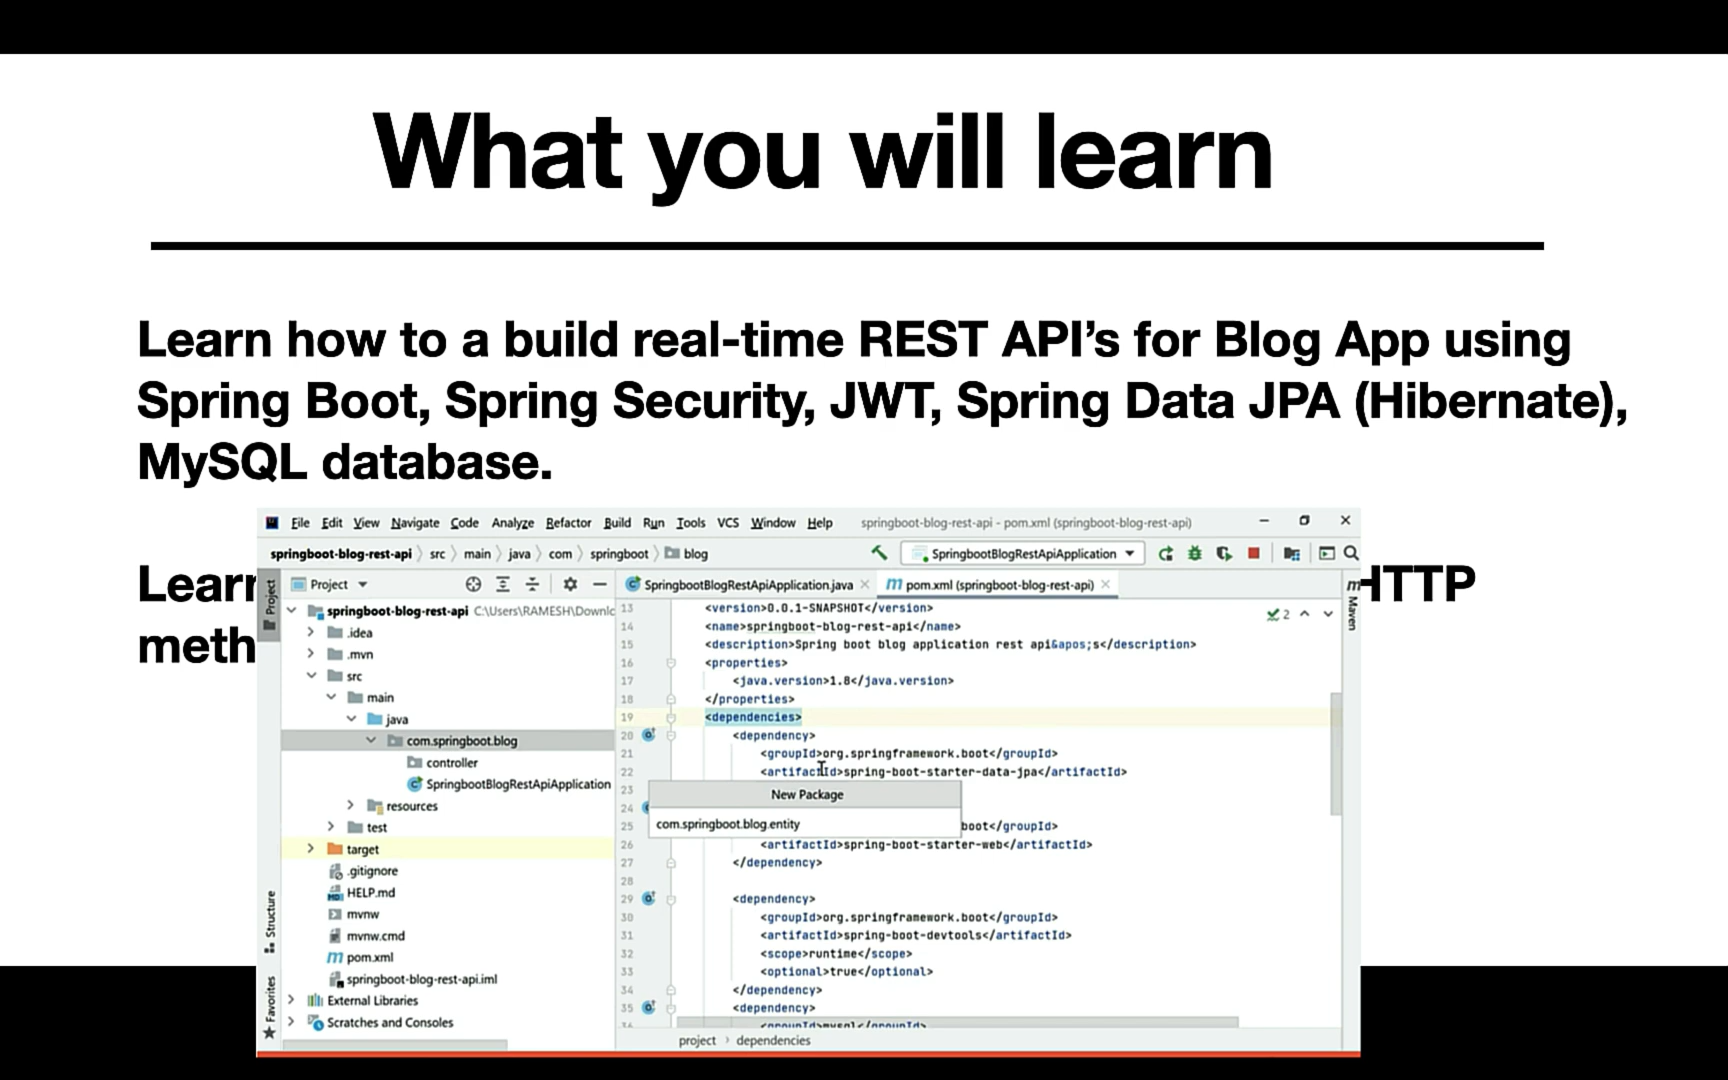 What you will learn
Learn how to a build real-time REST API’s for Blog App using
Spring Boot, Spring Security, JWT, Spring Data JPA (Hibernate),
MySQL database.
Learn
HTTP
meth
File Edit View Navigate Code Analyze Refactor Build Run Tools VCS Window Help springboot-blog-rest-api - pom.xml (springboot-blog-rest-api)
springboot-blog-rest-api src main java com springboot blog SpringbootBlogRestApiApplication
Project
Project
springboot-blog-rest-api C:\Users\RAMESH\Downlc
.idea
.mvn
src
main
java
com.springboot.blog
controller
SpringbootBlogRestApiApplication
resources
test
target
.gitignore
HELP.md
mvnw
mvnw.cmd
pom.xml
springboot-blog-rest-api.iml
External Libraries
Scratches and Consoles
Structure
Favorites
SpringbootBlogRestApiApplication.java pom.xml (springboot-blog-rest-api)
Maven
2
13 <version>0.0.1-SNAPSHOT</version>
14 <name>springboot-blog-rest-api</name>
15 <description>Spring boot blog application rest api&apos;s</description>
16 <properties>
17 <java.version>1.8</java.version>
18 </properties>
19 <dependencies>
20 <dependency>
21 <groupId>org.springframework.boot</groupId>
22 <artifactId>spring-boot-starter-data-jpa</artifactId>
23
New Package
24
com.springboot.blog.entity
25 boot</groupId>
26 <artifactId>spring-boot-starter-web</artifactId>
27 </dependency>
28
29 <dependency>
30 <groupId>org.springframework.boot</groupId>
31 <artifactId>spring-boot-devtools</artifactId>
32 <scope>runtime</scope>
33 <optional>true</optional>
34 </dependency>
35 <dependency>
<groupId>mysql</groupId>
project dependencies